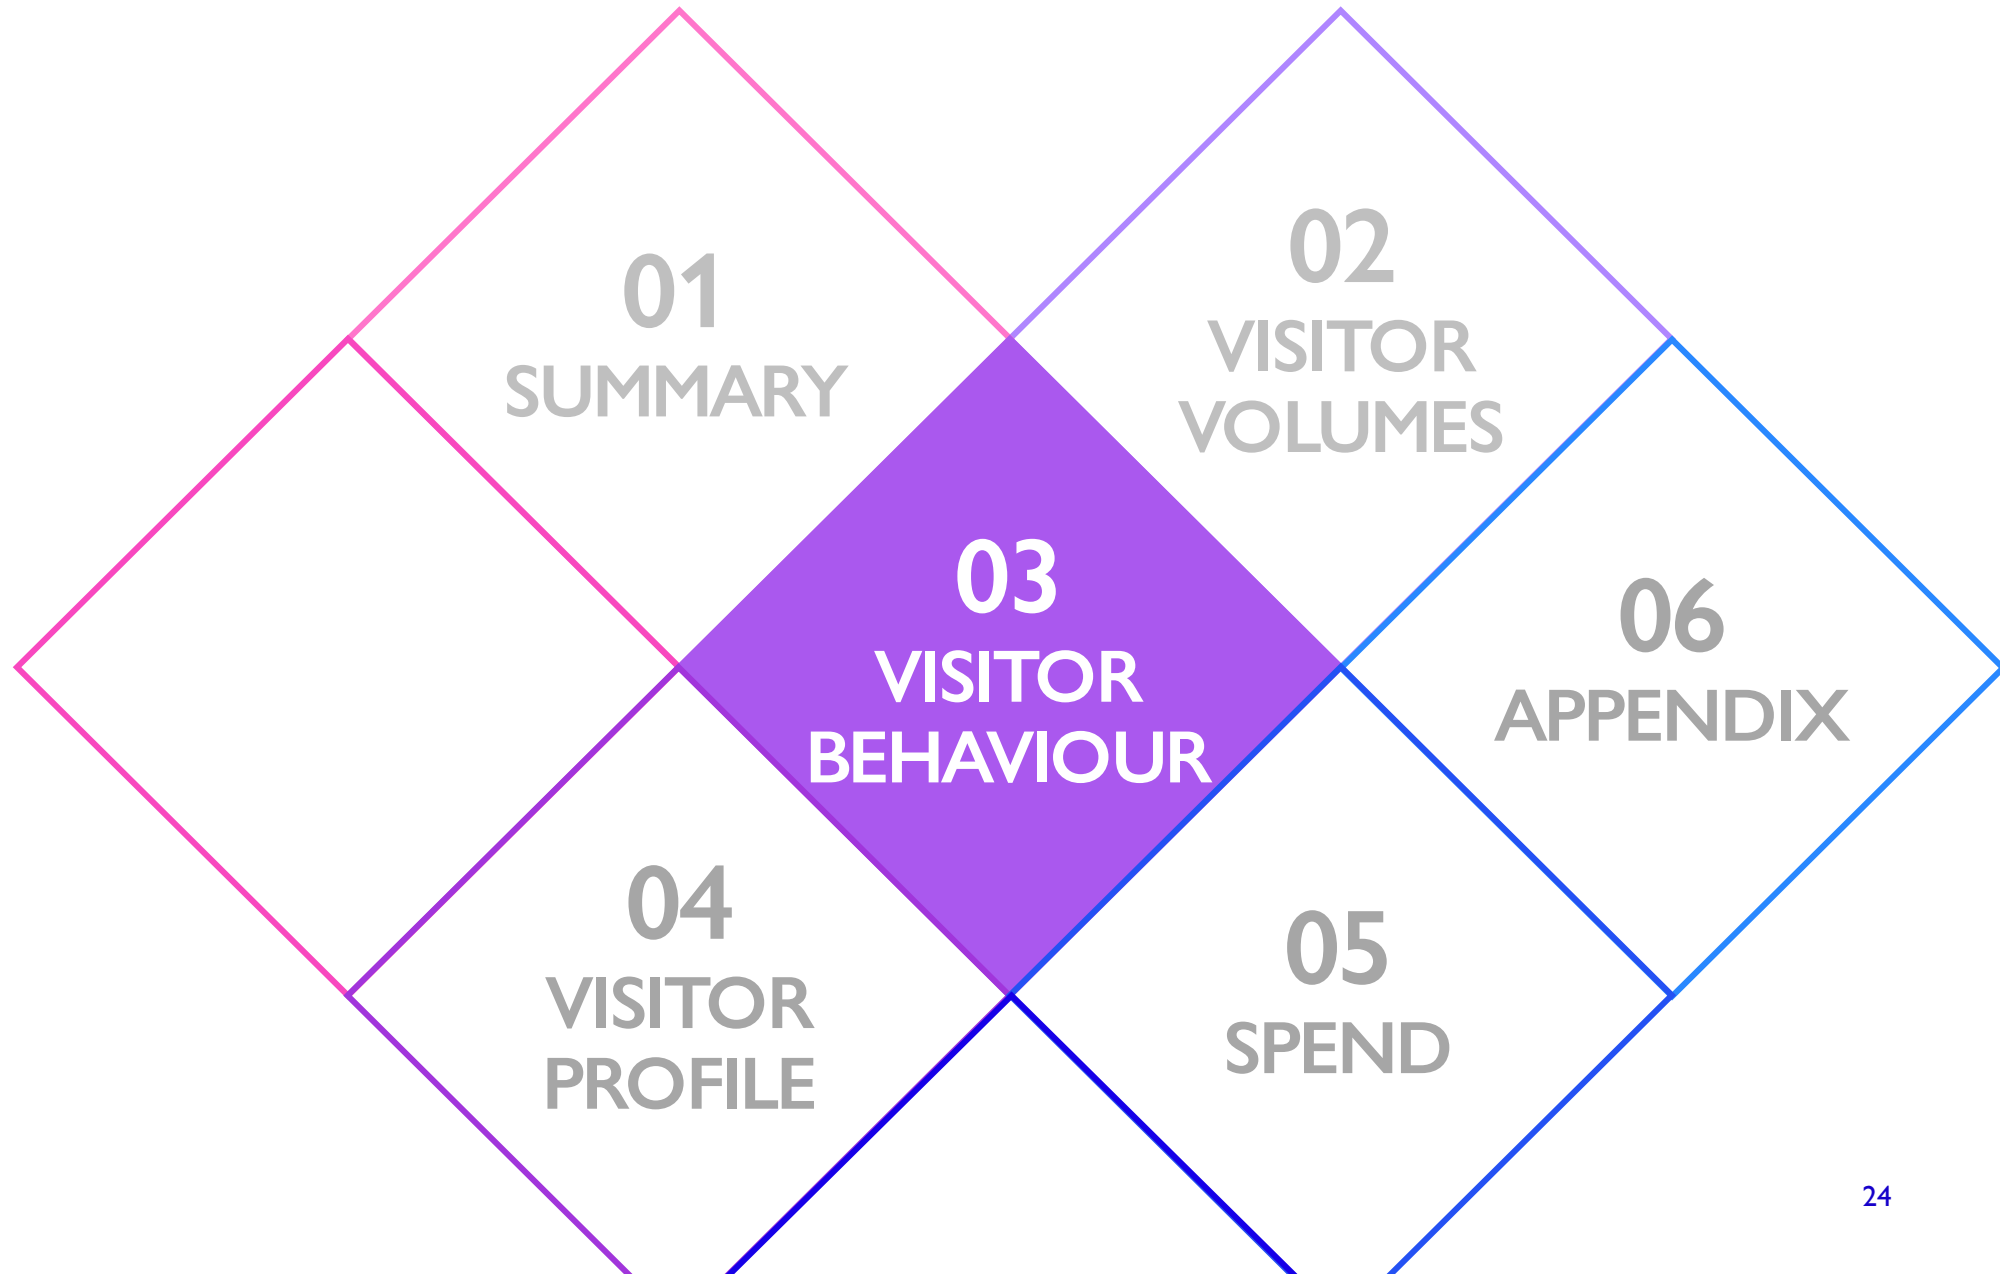 01
SUMMARY
02
VISITOR
VOLUMES
03
VISITOR
BEHAVIOUR
04
VISITOR
PROFILE
05
SPEND
06
APPENDIX
24